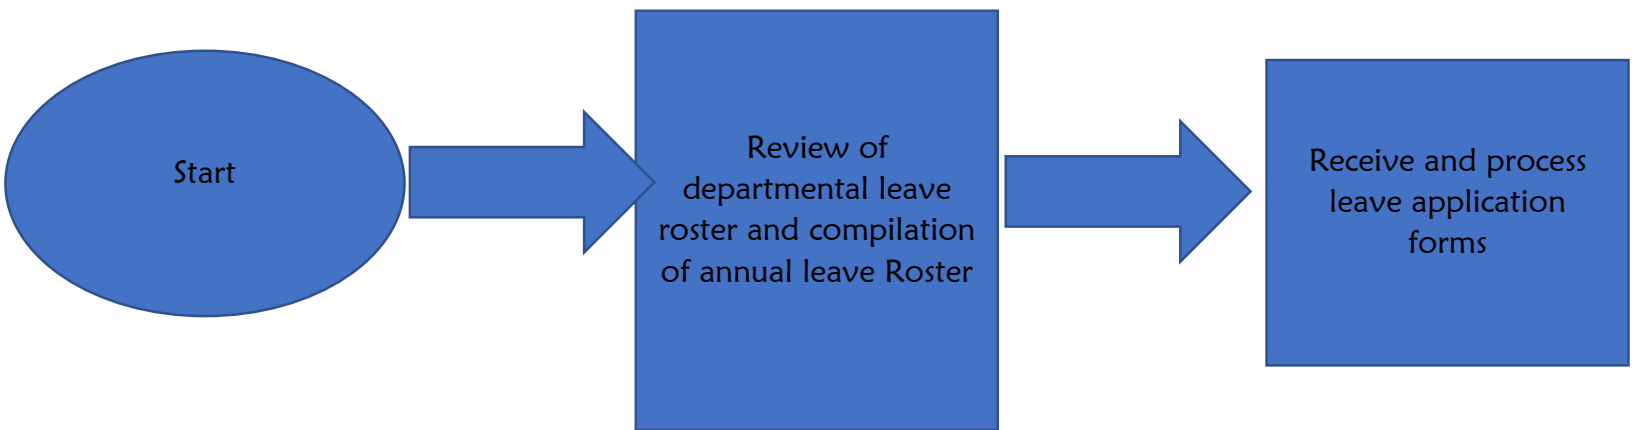 Start
Review of
departmental leave
roster and compilation
of annual leave Roster
Receive and process
leave application
forms